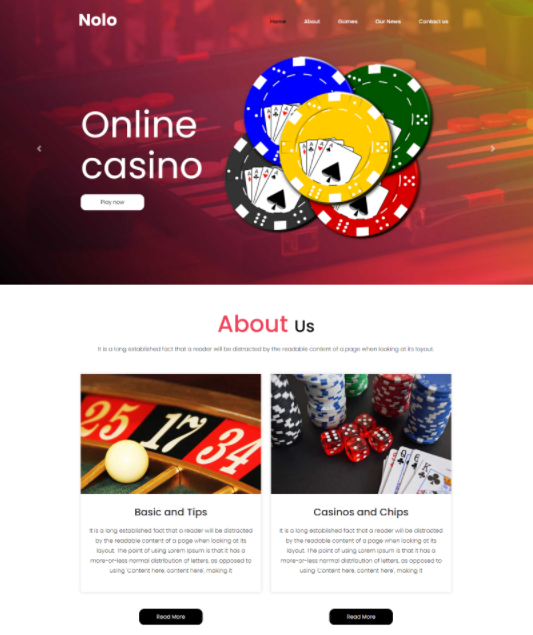 Nolo
Home About Games Our News Contact us
Online
casino
Play now
About Us
It is a long established fact that a reader will be distracted by the readable content of a page when looking at its layout.
25 17 34
Q K
Basic and Tips
It is a long established fact that a reader will be distracted
by the readable content of a page when looking at its
layout. The point of using Lorem Ipsum is that it has a
more-or-less normal distribution of letters, as opposed to
using 'Content here, content here', making it
Read More
Casinos and Chips
It is a long established fact that a reader will be distracted
by the readable content of a page when looking at its
layout. The point of using Lorem Ipsum is that it has a
more-or-less normal distribution of letters, as opposed to
using 'Content here, content here', making it
Read More